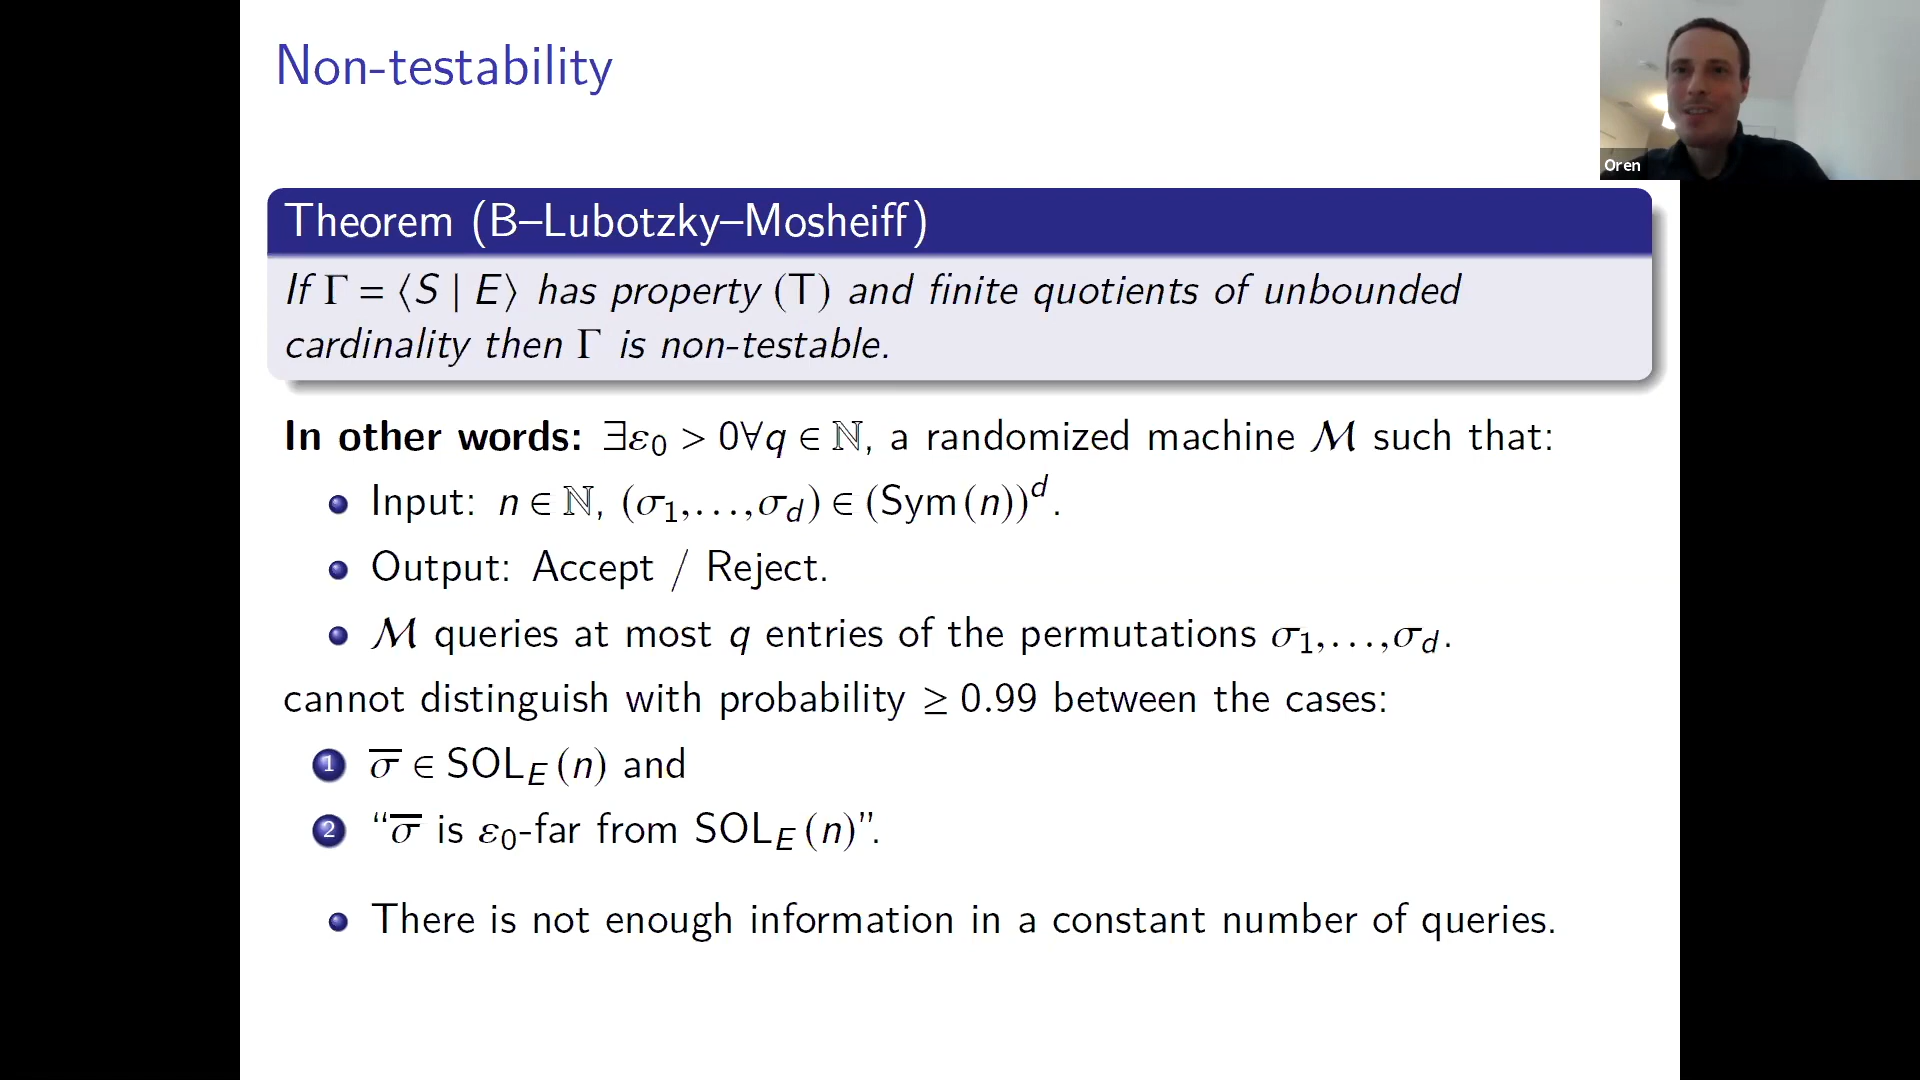 Non-testability
Oren
Theorem (B–Lubotzky–Mosheiff)
If Γ = ⟨S | E⟩ has property (T) and finite quotients of unbounded
cardinality then Γ is non-testable.
In other words: ∃ε₀ > 0∀q ∈ ℕ, a randomized machine ℳ such that:
Input: n ∈ ℕ, (σ₁,...,σ_d) ∈ (Sym(n))^d.
Output: Accept / Reject.
ℳ queries at most q entries of the permutations σ₁,...,σ_d.
cannot distinguish with probability ≥ 0.99 between the cases:
1 σ̅ ∈ SOL_E (n) and
2 “σ̅ is ε₀-far from SOL_E (n)”.
There is not enough information in a constant number of queries.